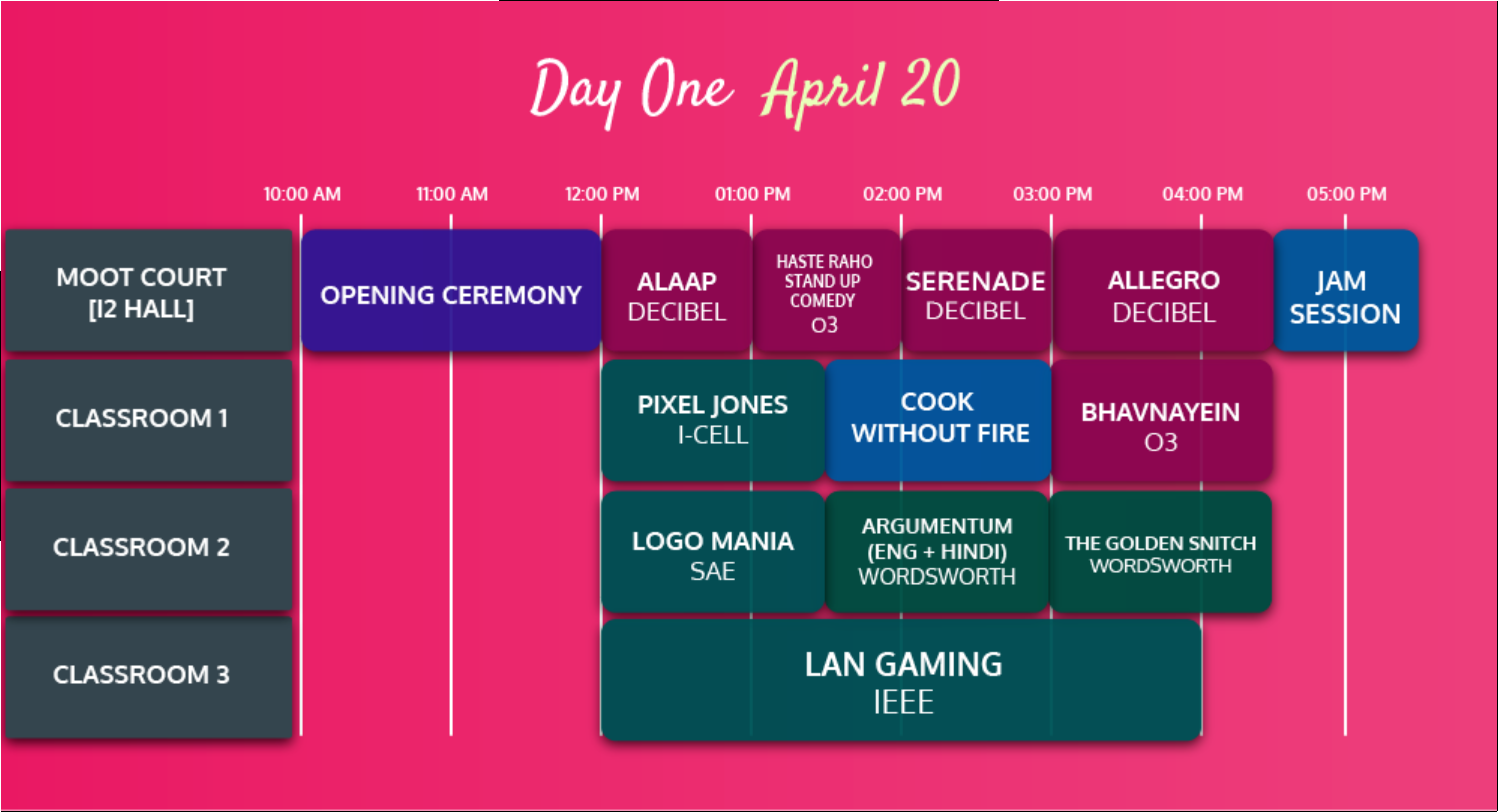 Day One April 20
10:00 AM 11:00 AM 12:00 PM 01:00 PM 02:00 PM 03:00 PM 04:00 PM 05:00 PM
MOOT COURT
[I2 HALL]
OPENING CEREMONY
ALAAP
DECIBEL
HASTE RAHO
STAND UP
COMEDY
O3
SERENADE
DECIBEL
ALLEGRO
DECIBEL
JAM
SESSION
CLASSROOM 1
PIXEL JONES
I-CELL
COOK
WITHOUT FIRE
BHAVNAYEIN
O3
CLASSROOM 2
LOGO MANIA
SAE
ARGUMENTUM
(ENG + HINDI)
WORDSWORTH
THE GOLDEN SNITCH
WORDSWORTH
CLASSROOM 3
LAN GAMING
IEEE